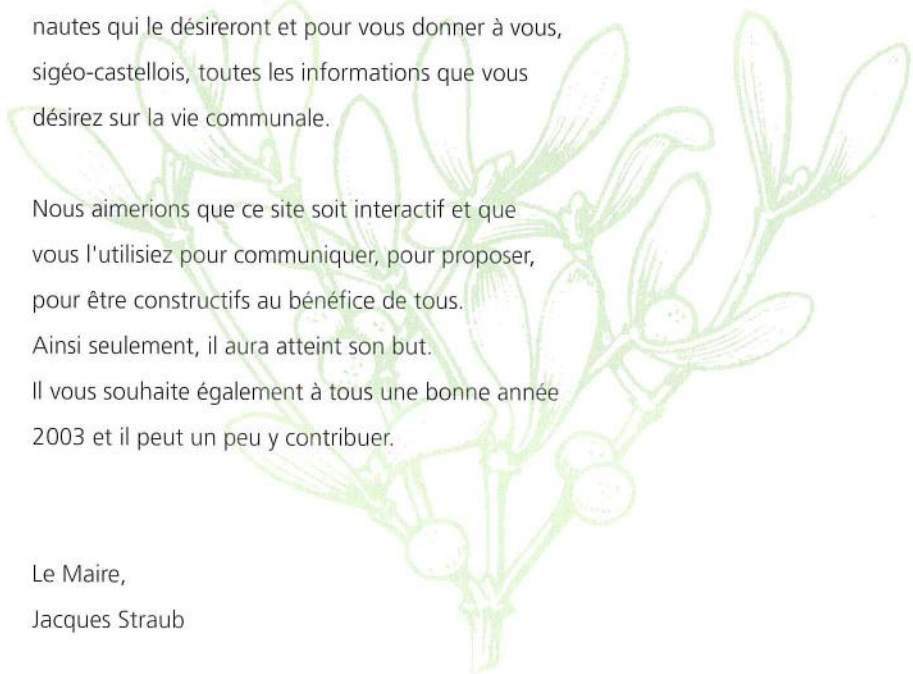 nautes qui le désireront et pour vous donner à vous,
sigéo-castellois, toutes les informations que vous
désirez sur la vie communale.
Nous aimerions que ce site soit interactif et que
vous l'utilisiez pour communiquer, pour proposer,
pour être constructifs au bénéfice de tous.
Ainsi seulement, il aura atteint son but.
Il vous souhaite également à tous une bonne année
2003 et il peut un peu y contribuer.
Le Maire,
Jacques Straub